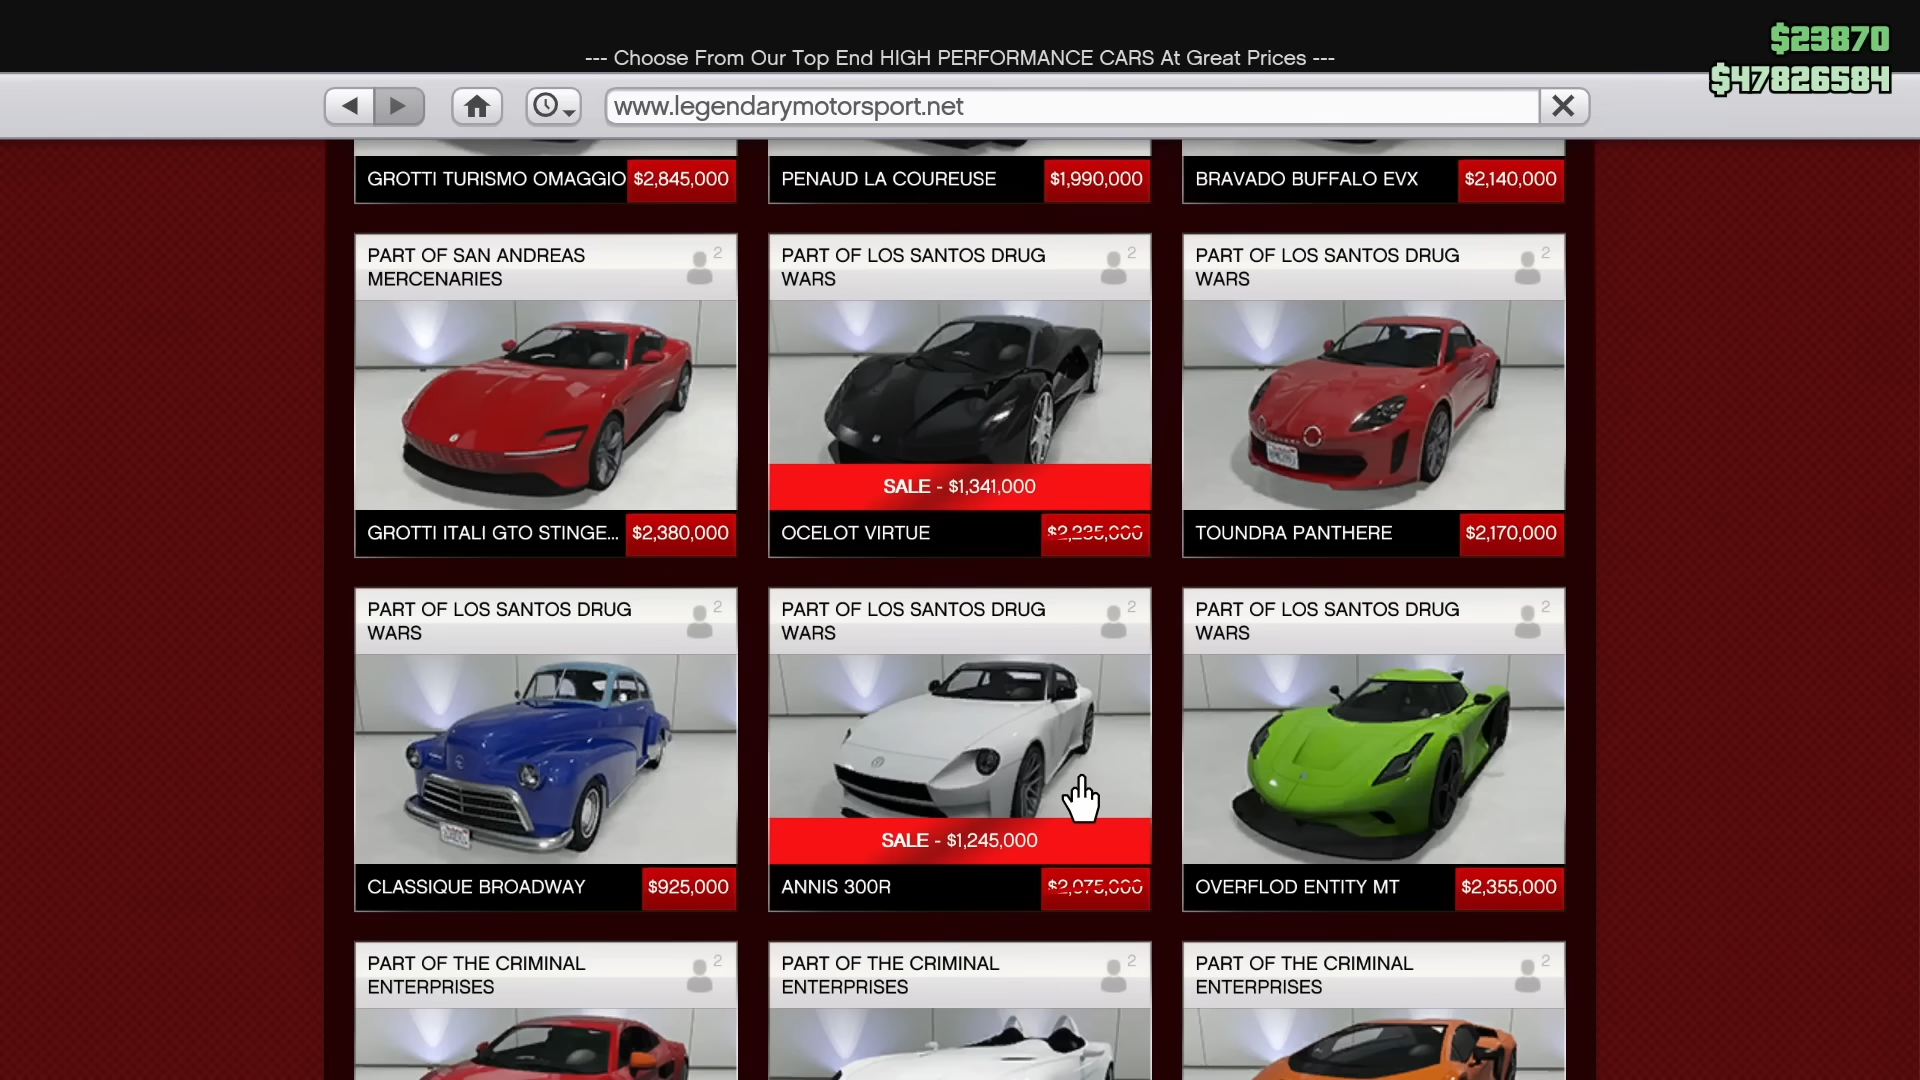 --- Choose From Our Top End HIGH PERFORMANCE CARS At Great Prices ---
$23870
$47826584
www.legendarymotorsport.net
GROTTI TURISMO OMAGGIO $2,845,000
PENAUD LA COUREUSE $1,990,000
BRAVADO BUFFALO EVX $2,140,000
PART OF SAN ANDREAS
MERCENARIES
2
GROTTI ITALI GTO STINGE... $2,380,000
PART OF LOS SANTOS DRUG
WARS
2
SALE - $1,341,000
OCELOT VIRTUE $2,235,000
PART OF LOS SANTOS DRUG
WARS
2
TOUNDRA PANTHERE $2,170,000
PART OF LOS SANTOS DRUG
WARS
2
CLASSIQUE BROADWAY $925,000
PART OF LOS SANTOS DRUG
WARS
2
SALE - $1,245,000
ANNIS 300R $2,075,000
PART OF LOS SANTOS DRUG
WARS
2
OVERFLOD ENTITY MT $2,355,000
PART OF THE CRIMINAL
ENTERPRISES
2
PART OF THE CRIMINAL
ENTERPRISES
2
PART OF THE CRIMINAL
ENTERPRISES
2